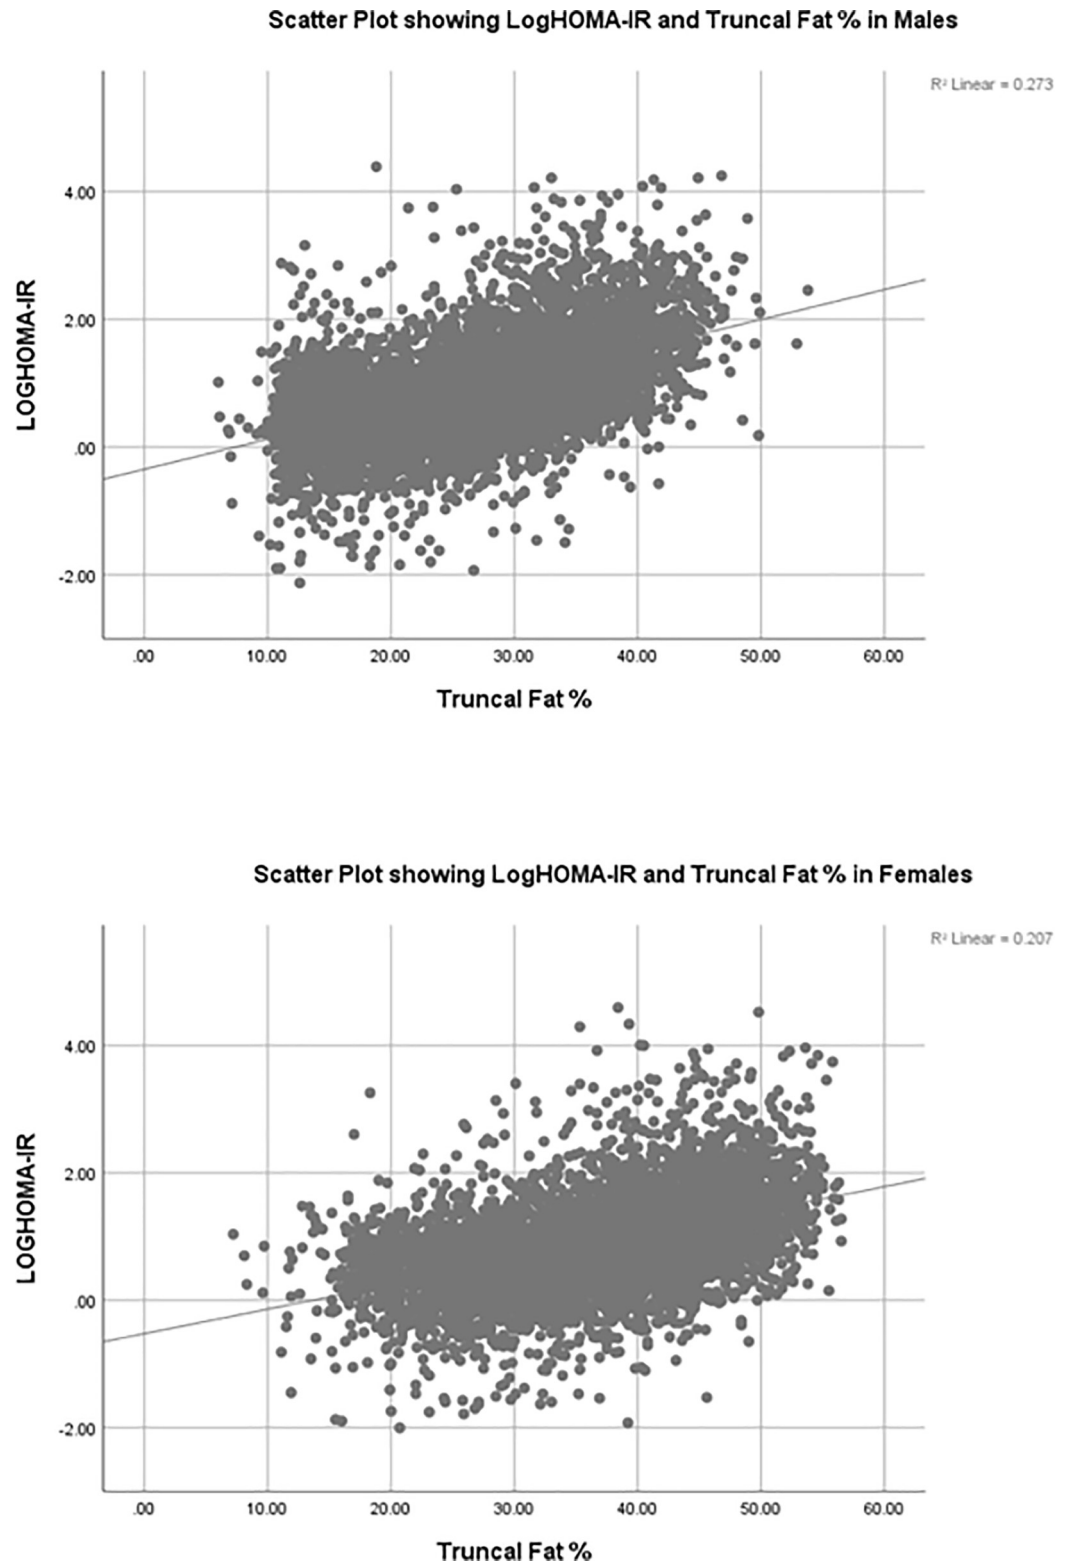 Scatter Plot showing LogHOMA-IR and Truncal Fat % in Males
R² Linear = 0.273
4.00
2.00
.00
-2.00
LOGHOMA-IR
.00 10.00 20.00 30.00 40.00 50.00 60.00
Truncal Fat %
Scatter Plot showing LogHOMA-IR and Truncal Fat % in Females
R² Linear = 0.207
4.00
2.00
.00
-2.00
LOGHOMA-IR
.00 10.00 20.00 30.00 40.00 50.00 60.00
Truncal Fat %